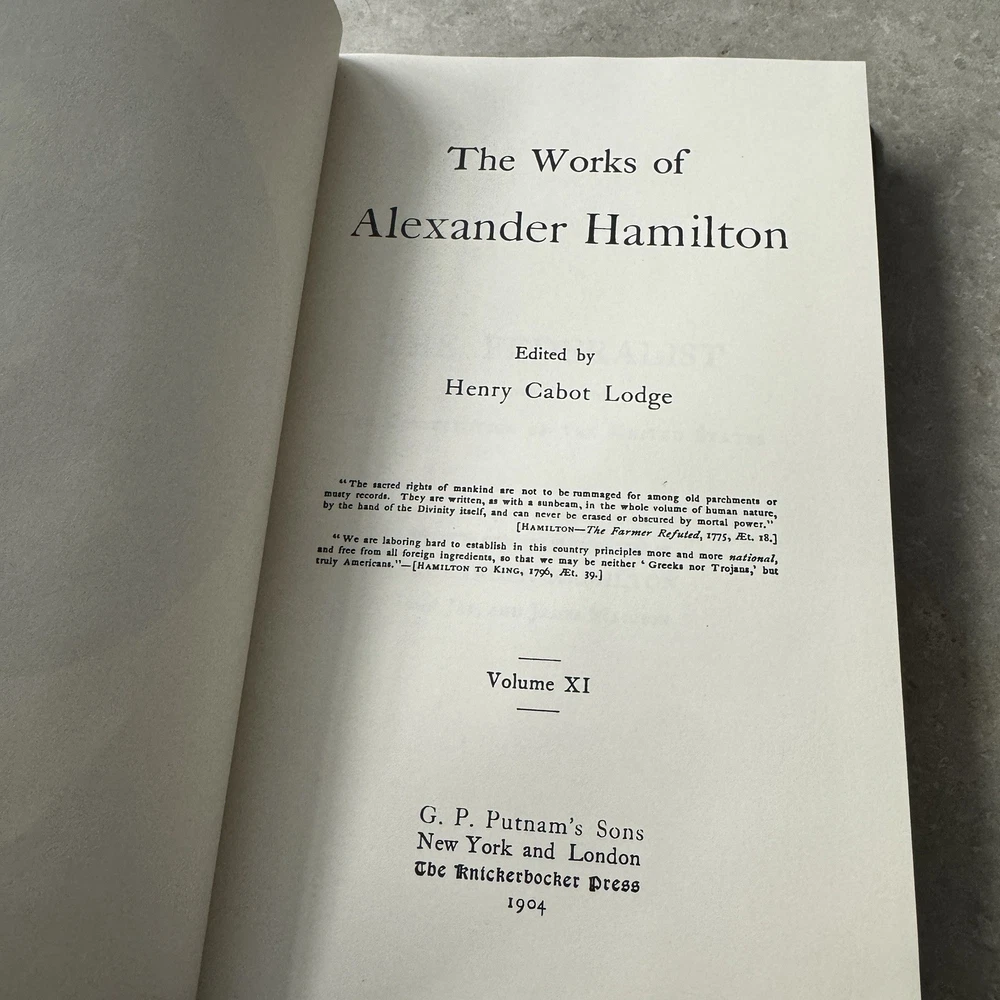 The Works of
Alexander Hamilton
Edited by
Henry Cabot Lodge
“The sacred rights of mankind are not to be rummaged for among old parchments or
musty records. They are written, as with a sunbeam, in the whole volume of human nature,
by the hand of the Divinity itself, and can never be erased or obscured by mortal power.”
[HAMILTON—The Farmer Refuted, 1775, Æt. 18.]
“We are laboring hard to establish in this country principles more and more national,
and free from all foreign ingredients, so that we may be neither ‘Greeks nor Trojans,’ but
truly Americans.”—[HAMILTON TO KING, 1796, Æt. 39.]
Volume XI
G. P. Putnam’s Sons
New York and London
The Knickerbocker Press
1904